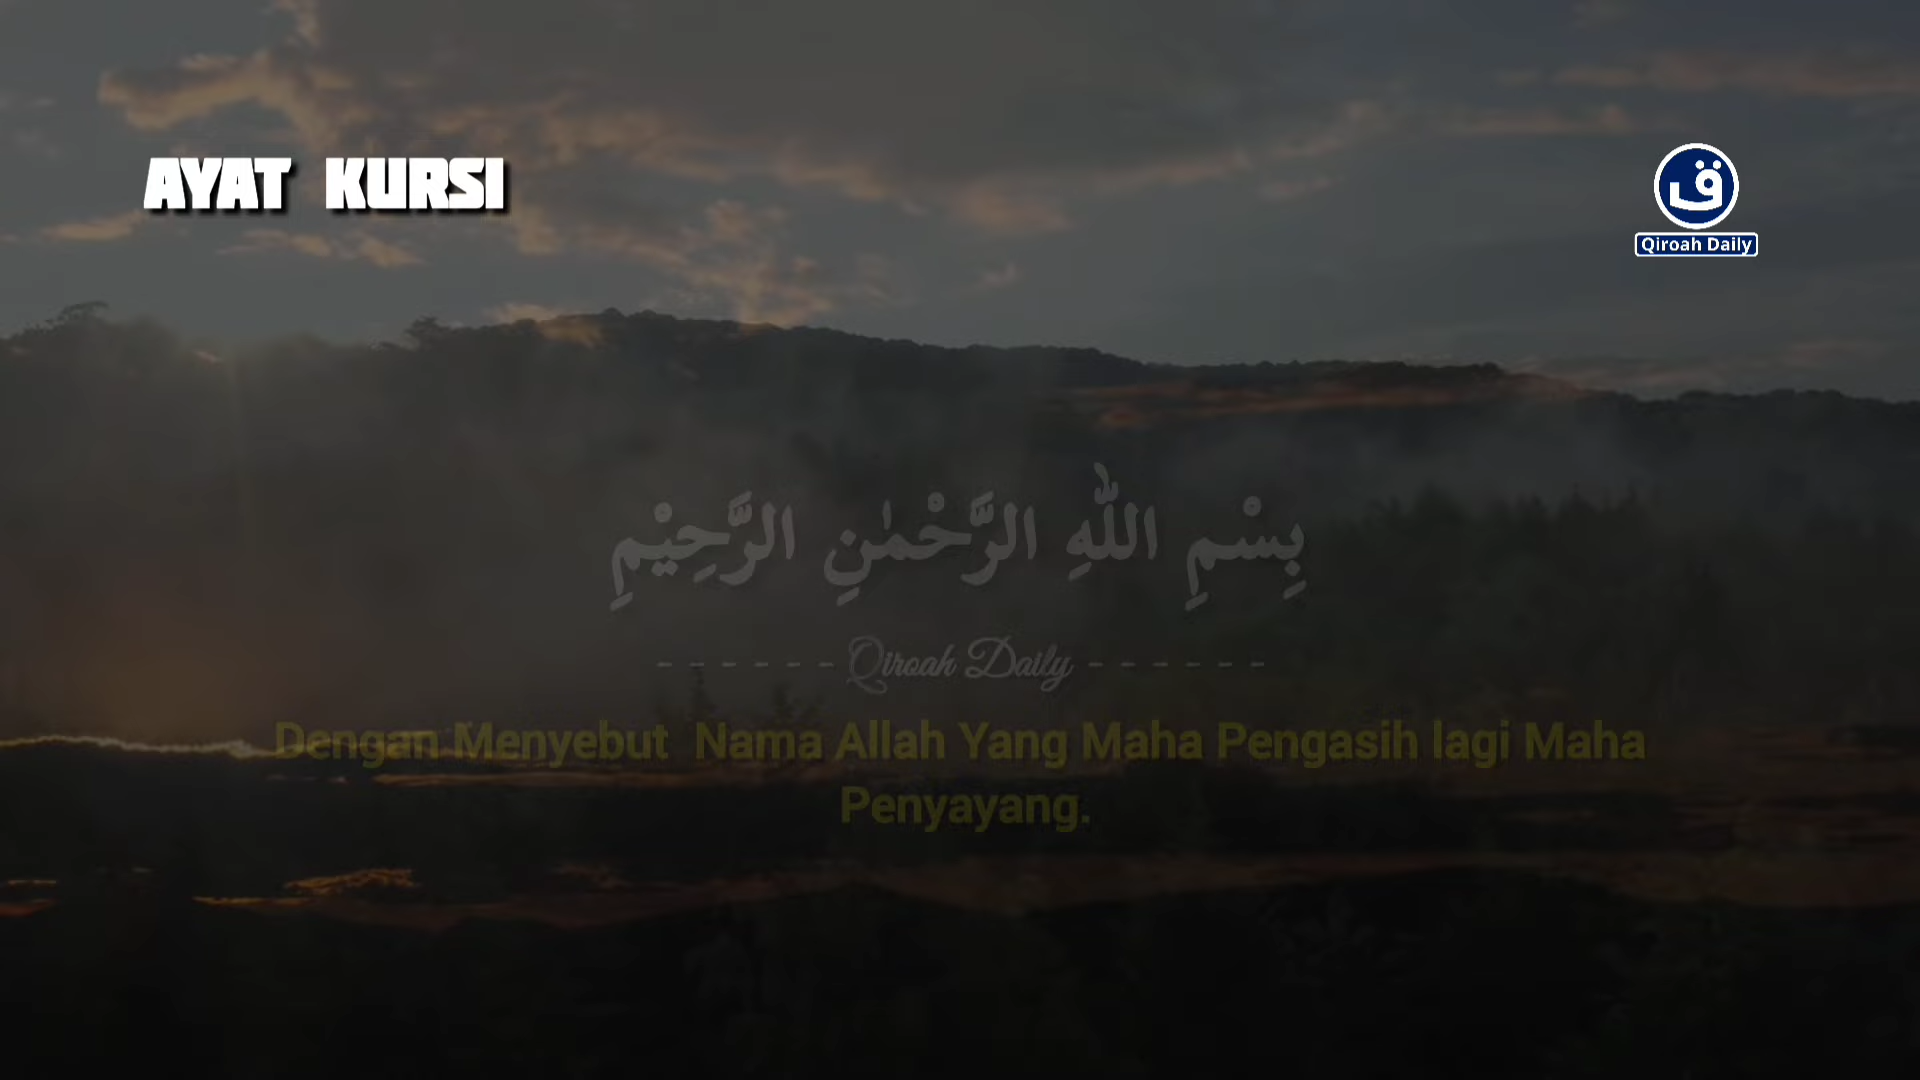 AYAT KURSI
ق
Qiroah Daily
بِسْمِ اللّٰهِ الرَّحْمٰنِ الرَّحِيْمِ
------Qiroah Daily------
Dengan Menyebut Nama Allah Yang Maha Pengasih lagi Maha
Penyayang.